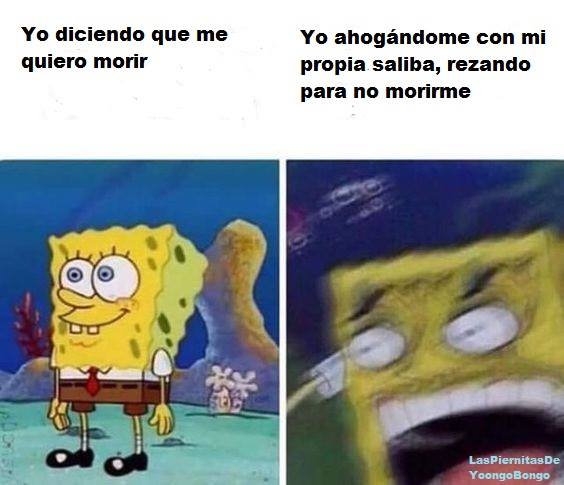 Yo diciendo que me
quiero morir
Yo ahogándome con mi
propia saliba, rezando
para no morirme
LasPiernitasDe
YoongoBongo